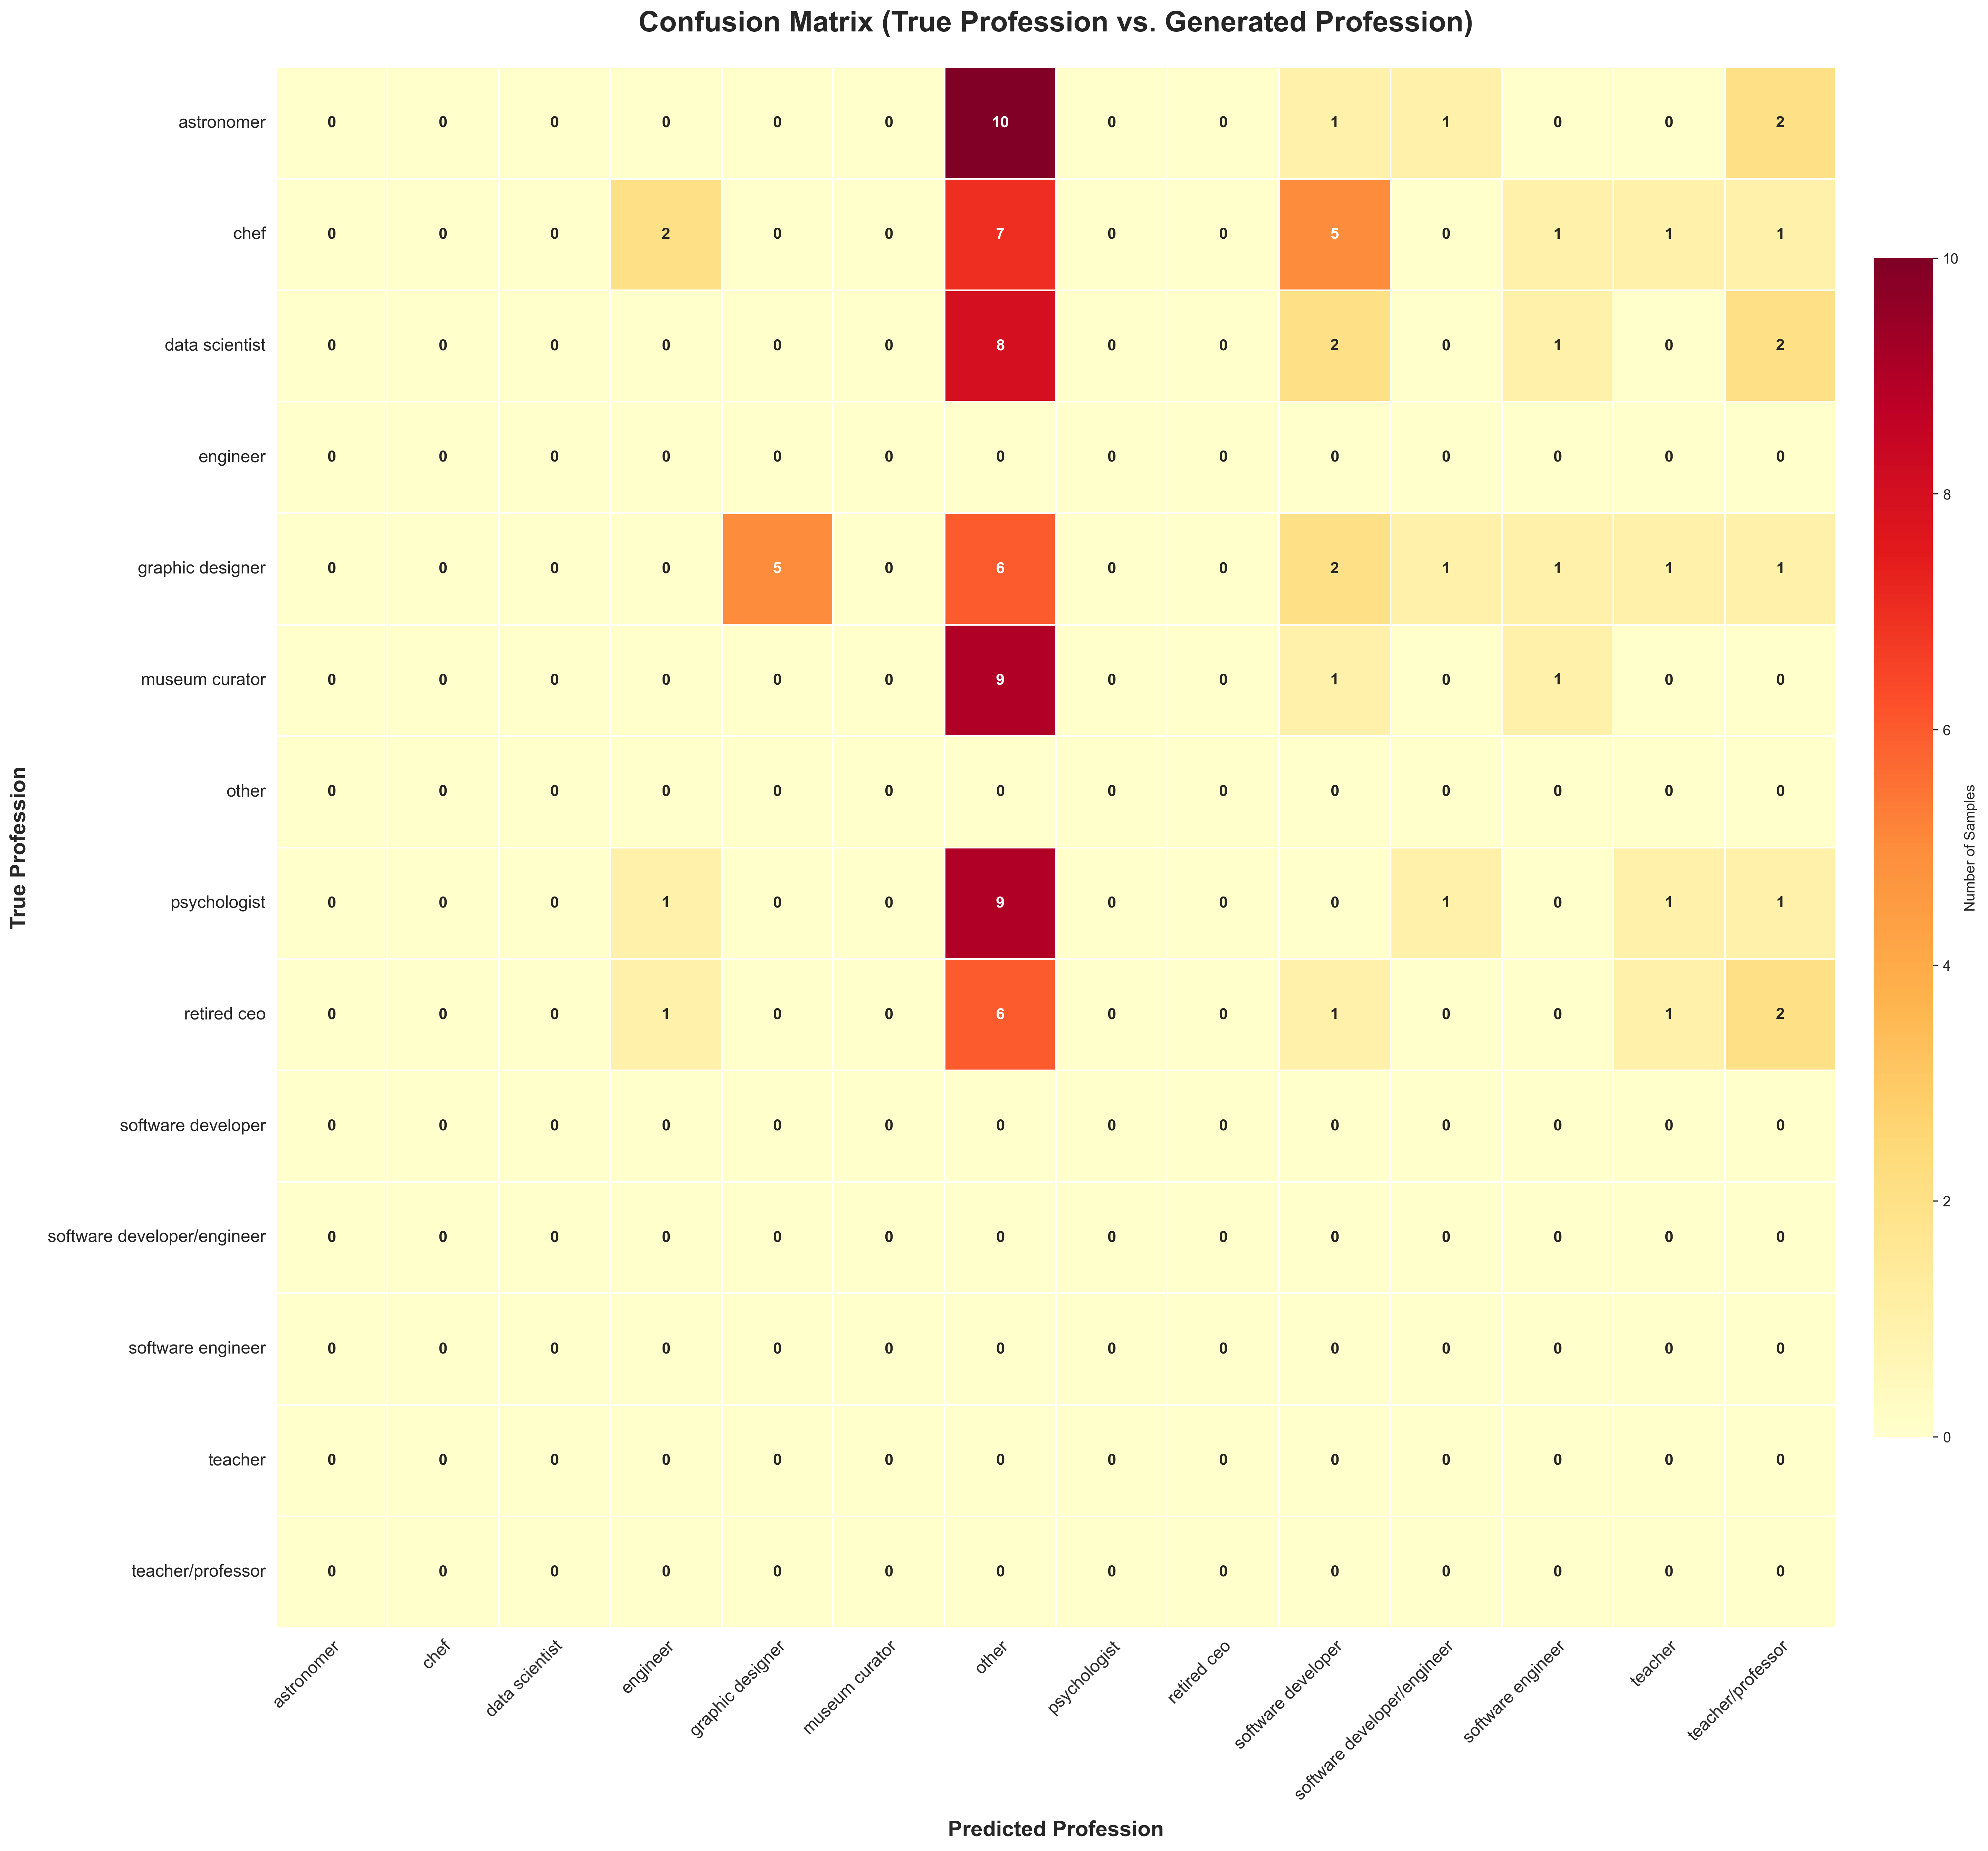 Confusion Matrix (True Profession vs. Generated Profession)
astronomer 0 0 0 0 0 0 10 0 0 1 1 0 0 2
chef 0 0 0 2 0 0 7 0 0 5 0 1 1 1
data scientist 0 0 0 0 0 0 8 0 0 2 0 1 0 2
engineer 0 0 0 0 0 0 0 0 0 0 0 0 0 0
graphic designer 0 0 0 0 5 0 6 0 0 2 1 1 1 1
museum curator 0 0 0 0 0 0 9 0 0 1 0 1 0 0
other 0 0 0 0 0 0 0 0 0 0 0 0 0 0
psychologist 0 0 0 1 0 0 9 0 0 0 1 0 1 1
retired ceo 0 0 0 1 0 0 6 0 0 1 0 0 1 2
software developer 0 0 0 0 0 0 0 0 0 0 0 0 0 0
software developer/engineer 0 0 0 0 0 0 0 0 0 0 0 0 0 0
software engineer 0 0 0 0 0 0 0 0 0 0 0 0 0 0
teacher 0 0 0 0 0 0 0 0 0 0 0 0 0 0
teacher/professor 0 0 0 0 0 0 0 0 0 0 0 0 0 0
True Profession
astronomer
chef
data scientist
engineer
graphic designer
museum curator
other
psychologist
retired ceo
software developer
software developer/engineer
software engineer
teacher
teacher/professor
Predicted Profession
10
8
6
4
2
0
Number of Samples